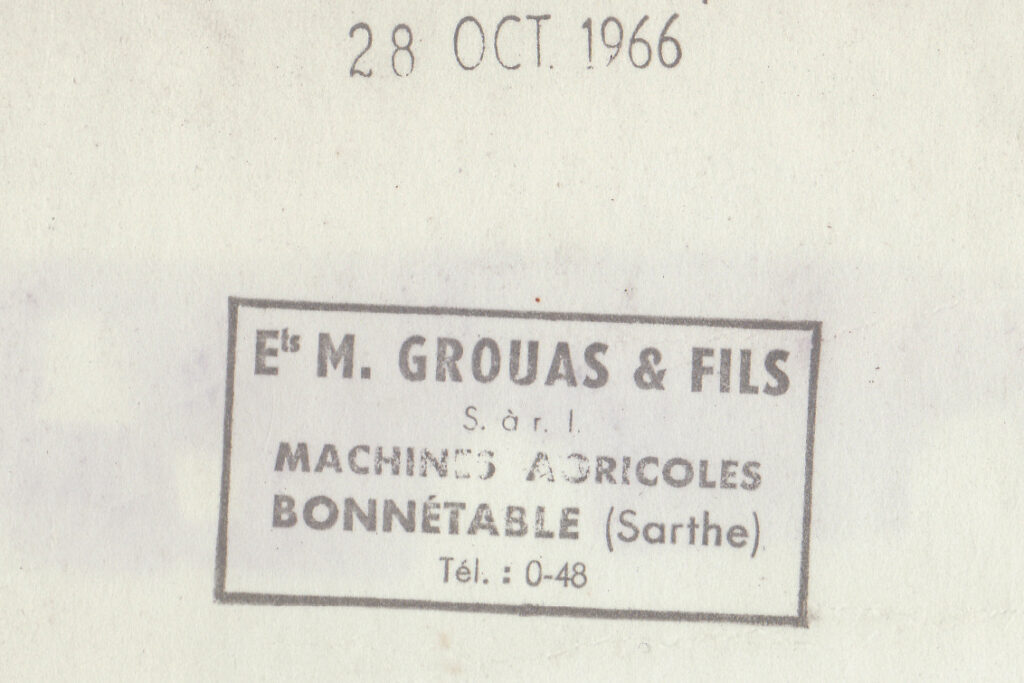 28 OCT. 1966
Ets M. GROUAS & FILS
S. à r. l.
MACHINES AGRICOLES
BONNÉTABLE (Sarthe)
Tél. : 0-48